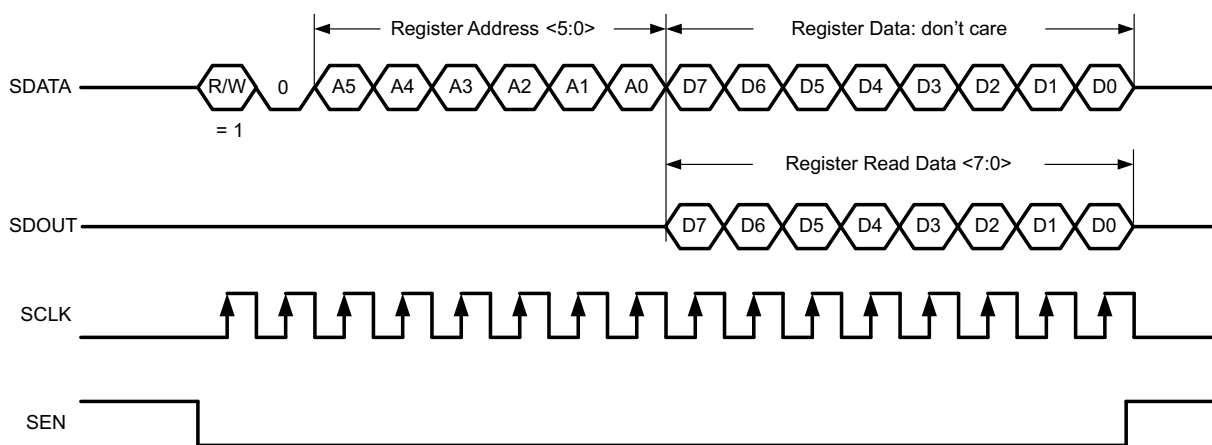 Register Address <5:0> Register Data: don't care
SDATA R/W 0 A5 A4 A3 A2 A1 A0 D7 D6 D5 D4 D3 D2 D1 D0
= 1
Register Read Data <7:0>
SDOUT D7 D6 D5 D4 D3 D2 D1 D0
SCLK
SEN